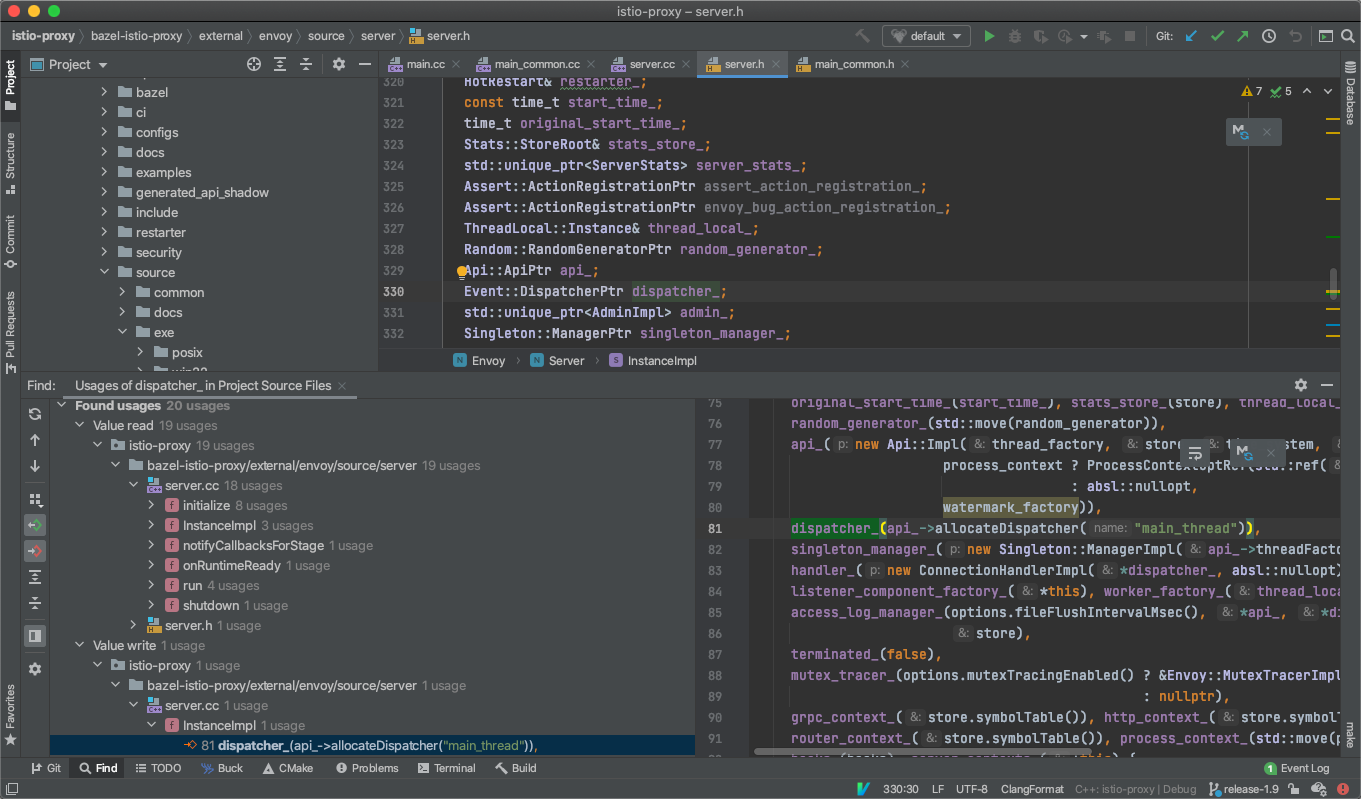 istio-proxy – server.h
istio-proxy bazel-istio-proxy external envoy source server server.h default Git:
Project
main.cc main_common.cc server.cc server.h main_common.h
Project
Structure
Commit
Pull Requests
Favorites
bazel
ci
configs
docs
examples
generated_api_shadow
include
restarter
security
source
common
docs
exe
posix
win32
320 HotRestart& restarter_;
321 const time_t start_time_;
322 time_t original_start_time_;
323 Stats::StoreRoot& stats_store_;
324 std::unique_ptr<ServerStats> server_stats_;
325 Assert::ActionRegistrationPtr assert_action_registration_;
326 Assert::ActionRegistrationPtr envoy_bug_action_registration_;
327 ThreadLocal::Instance& thread_local_;
328 Random::RandomGeneratorPtr random_generator_;
329 Api::ApiPtr api_;
330 Event::DispatcherPtr dispatcher_;
331 std::unique_ptr<AdminImpl> admin_;
332 Singleton::ManagerPtr singleton_manager_;
7 5
Database
N Envoy N Server S InstanceImpl
Find: Usages of dispatcher_ in Project Source Files
Found usages 20 usages
Value read 19 usages
istio-proxy 19 usages
bazel-istio-proxy/external/envoy/source/server 19 usages
server.cc 18 usages
f initialize 8 usages
f InstanceImpl 3 usages
f notifyCallbacksForStage 1 usage
f onRuntimeReady 1 usage
f run 4 usages
f shutdown 1 usage
server.h 1 usage
Value write 1 usage
istio-proxy 1 usage
bazel-istio-proxy/external/envoy/source/server 1 usage
server.cc 1 usage
f InstanceImpl 1 usage
81 dispatcher_(api_->allocateDispatcher("main_thread")),
75 original_start_time_(start_time_), stats_store_(store), thread_local_
76 random_generator_(std::move(random_generator)),
77 api_( p: new Api::Impl( &: thread_factory, &: store
78 process_context ? ProcessContextOptRef(std::ref(
79 : absl::nullopt,
80 watermark_factory)),
81 dispatcher_(api_->allocateDispatcher( name: "main_thread")),
82 singleton_manager_( p: new Singleton::ManagerImpl( &: api_->threadFacto
83 handler_( p: new ConnectionHandlerImpl( &: *dispatcher_, absl::nullopt)
84 listener_component_factory_( &: *this), worker_factory_( &: thread_loca
85 access_log_manager_(options.fileFlushIntervalMsec(), &: *api_, &: *di
86 &: store),
87 terminated_(false),
88 mutex_tracer_(options.mutexTracingEnabled() ? &Envoy::MutexTracerImpl
89 : nullptr),
90 grpc_context_( &: store.symbolTable()), http_context_( &: store.symbolT
91 router_context_( &: store.symbolTable()), process_context_(std::move(p
make
Git Find TODO Buck CMake Problems Terminal Build 1 Event Log
330:30 LF UTF-8 ClangFormat C++: istio-proxy | Debug release-1.9